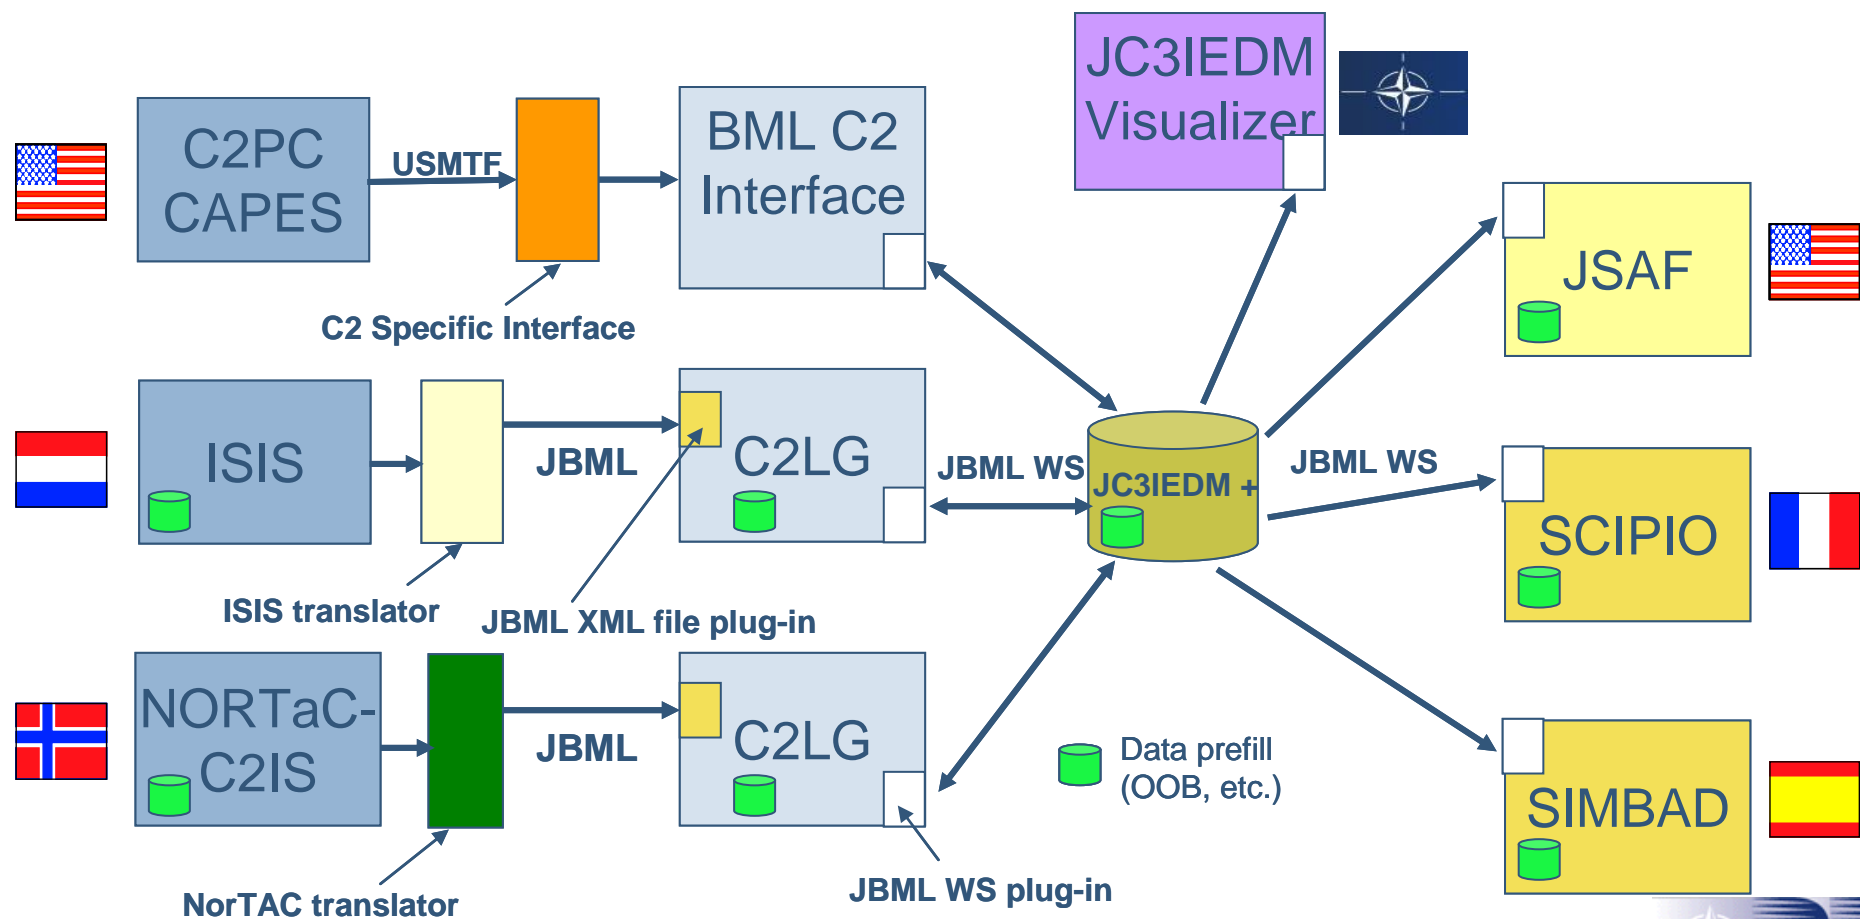 C2PC
CAPES
USMTF
BML C2
Interface
C2 Specific Interface
JC3IEDM
Visualizer
JSAF
ISIS
JBML
C2LG
JBML WS
JC3IEDM +
JBML WS
SCIPIO
ISIS translator
JBML XML file plug-in
NORTaC-
C2IS
JBML
C2LG
Data prefill
(OOB, etc.)
SIMBAD
JBML WS plug-in
NorTAC translator